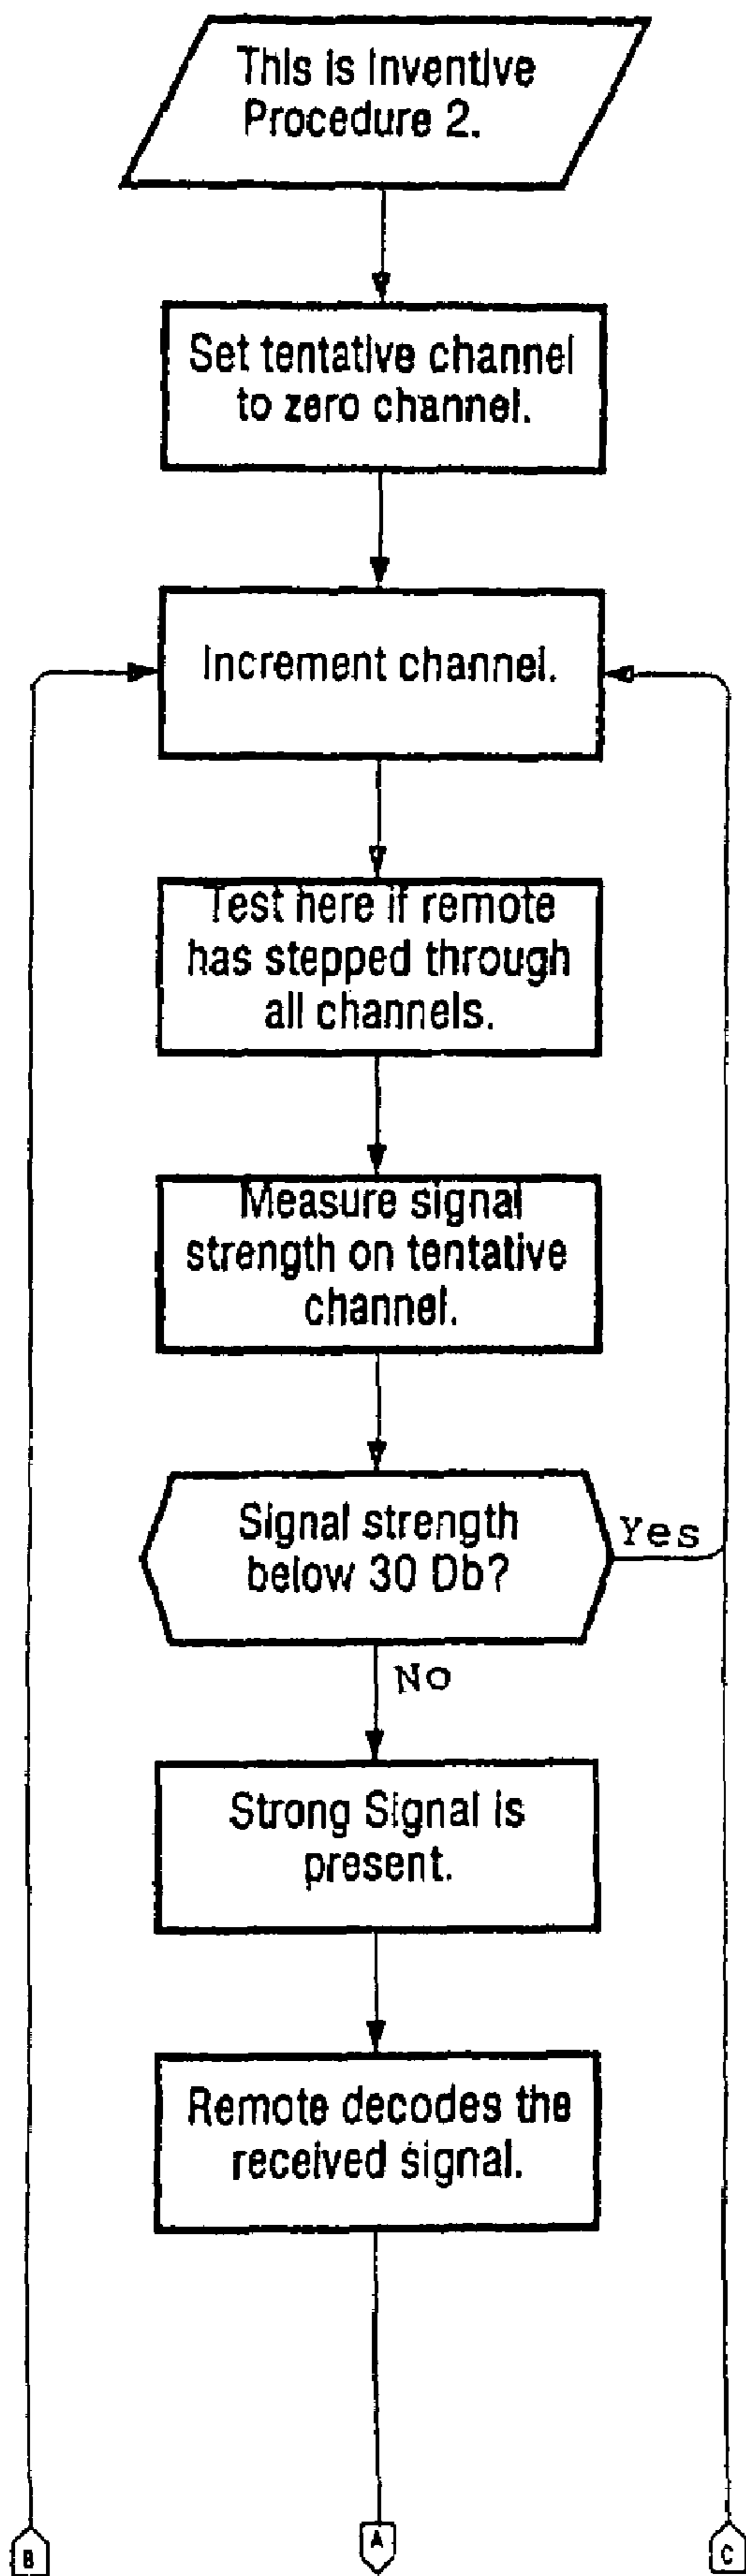 This is Inventive
Procedure 2.
Set tentative channel
to zero channel.
Increment channel.
Test here if remote
has stepped through
all channels.
Measure signal
strength on tentative
channel.
Signal strength
below 30 Db?
Yes
No
Strong Signal is
present.
Remote decodes the
received signal.
B
A
C